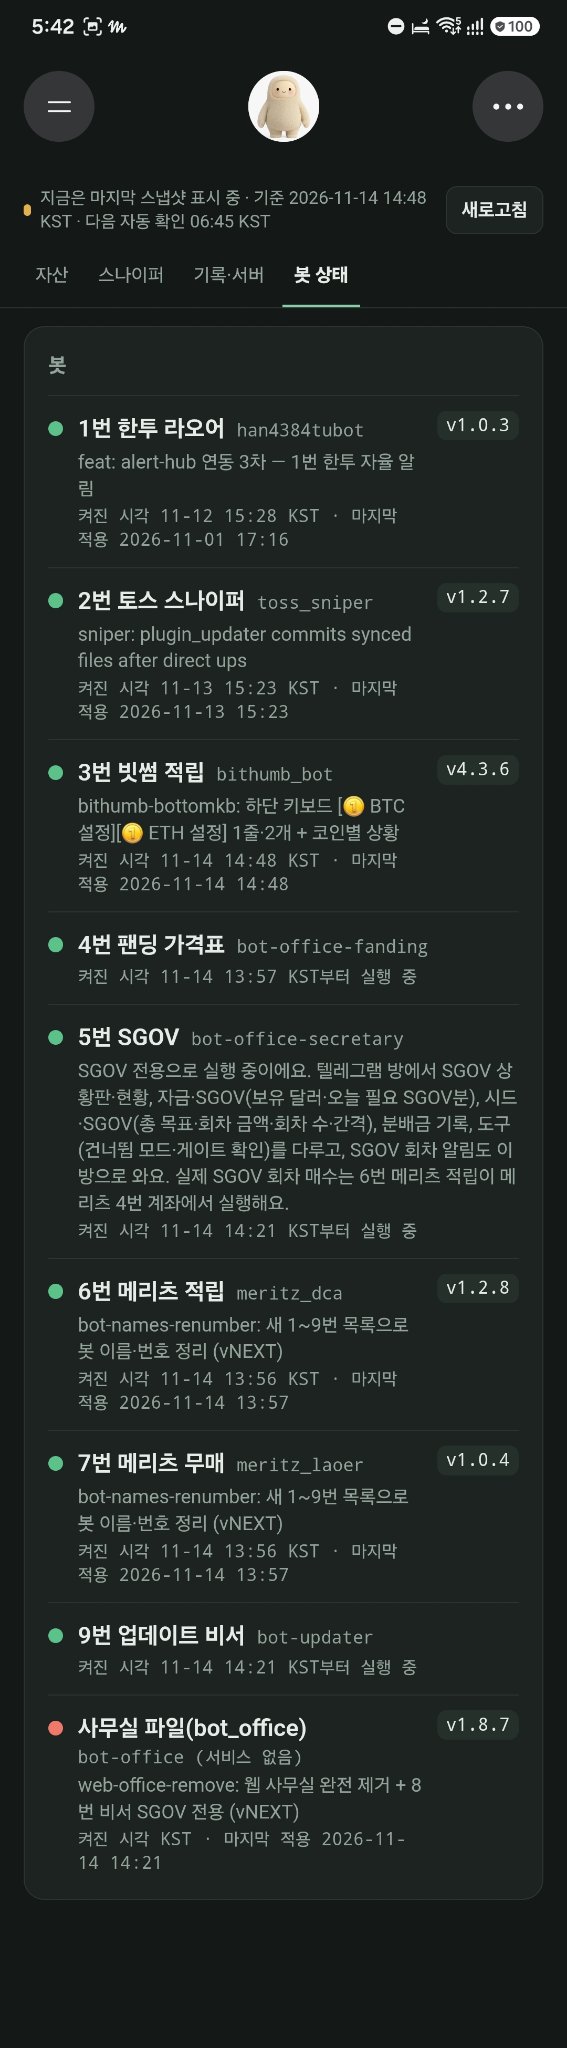 5:42
5
100
지금은 마지막 스냅샷 표시 중 · 기준 2026-11-14 14:48
KST · 다음 자동 확인 06:45 KST
새로고침
자산 스나이퍼 기록·서버 봇 상태
봇
1번 한투 라오어 han4384tubot v1.0.3
feat: alert-hub 연동 3차 — 1번 한투 자율 알
림
켜진 시각 11-12 15:28 KST · 마지막
적용 2026-11-01 17:16
2번 토스 스나이퍼 toss_sniper v1.2.7
sniper: plugin_updater commits synced
files after direct ups
켜진 시각 11-13 15:23 KST · 마지막
적용 2026-11-13 15:23
3번 빗썸 적립 bithumb_bot v4.3.6
bithumb-bottomkb: 하단 키보드 [🪙 BTC
설정][🪙 ETH 설정] 1줄·2개 + 코인별 상황
켜진 시각 11-14 14:48 KST · 마지막
적용 2026-11-14 14:48
4번 팬딩 가격표 bot-office-fanding
켜진 시각 11-14 13:57 KST부터 실행 중
5번 SGOV bot-office-secretary
SGOV 전용으로 실행 중이에요. 텔레그램 방에서 SGOV 상
황판·현황, 자금·SGOV(보유 달러·오늘 필요 SGOV분), 시드
·SGOV(총 목표·회차 금액·회차 수·간격), 분배금 기록, 도구
(건너뜀 모드·게이트 확인)를 다루고, SGOV 회차 알림도 이
방으로 와요. 실제 SGOV 회차 매수는 6번 메리츠 적립이 메
리츠 4번 계좌에서 실행해요.
켜진 시각 11-14 14:21 KST부터 실행 중
6번 메리츠 적립 meritz_dca v1.2.8
bot-names-renumber: 새 1~9번 목록으로
봇 이름·번호 정리 (vNEXT)
켜진 시각 11-14 13:56 KST · 마지막
적용 2026-11-14 13:57
7번 메리츠 무매 meritz_laoer v1.0.4
bot-names-renumber: 새 1~9번 목록으로
봇 이름·번호 정리 (vNEXT)
켜진 시각 11-14 13:56 KST · 마지막
적용 2026-11-14 13:57
9번 업데이트 비서 bot-updater
켜진 시각 11-14 14:21 KST부터 실행 중
사무실 파일(bot_office) v1.8.7
bot-office (서비스 없음)
web-office-remove: 웹 사무실 완전 제거 + 8
번 비서 SGOV 전용 (vNEXT)
켜진 시각 KST · 마지막 적용 2026-11-
14 14:21